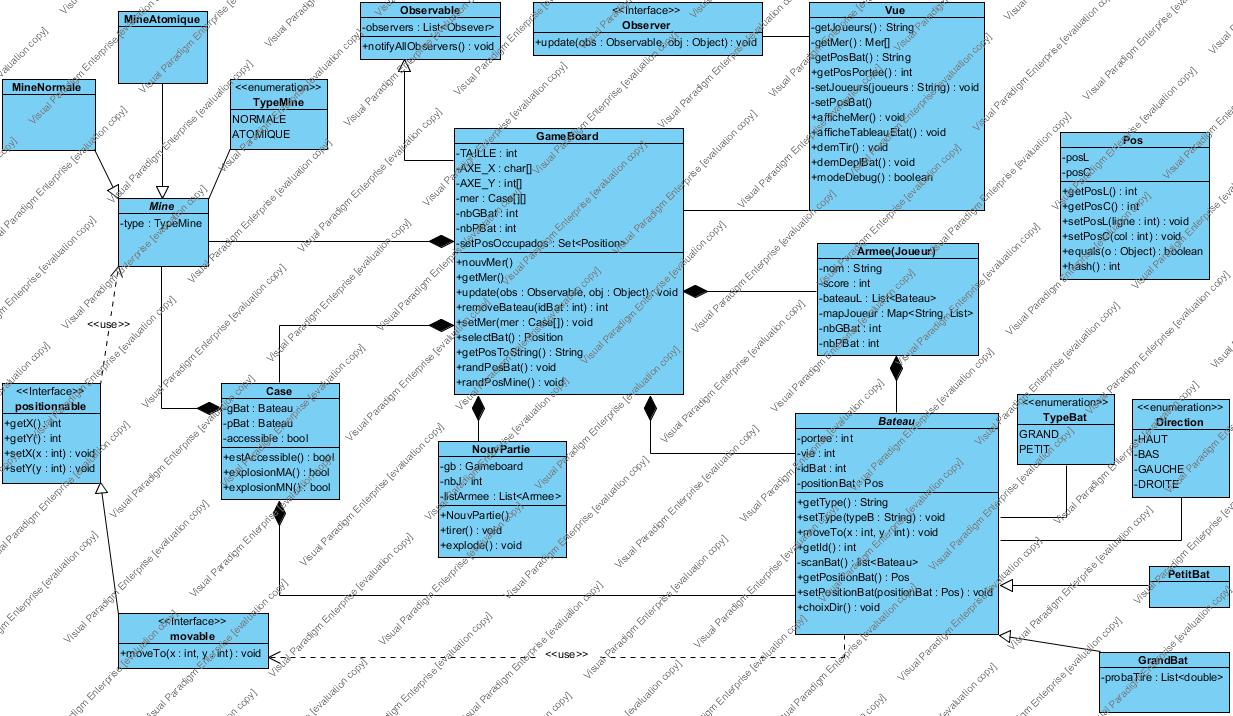 MineAtomique
MineNormale
<<enumeration>>
TypeMine
NORMALE
ATOMIQUE
Mine
-type : TypeMine
Observable
-observers : List<Obsever>
+notifyAllObservers() : void
<<Interface>>
Observer
+update(obs : Observable, obj : Object) : void
Vue
-getJoueurs() : String
-getMer() : Mer[]
-getPosBat() : String
+getPosPortee() : int
-setJoueurs(joueurs : String) : void
-setPosBat()
+afficheMer() : void
+afficheTableauEtat() : void
+demTir() : void
+demDeplBat() : void
+modeDebug() : boolean
GameBoard
-TAILLE : int
-AXE_X : char[]
-AXE_Y : int[]
-mer : Case[][]
-nbGBat : int
-nbPBat : int
-setPosOccupados : Set<Position>
+nouvMer()
+getMer()
+update(obs : Observable, obj : Object) : void
+removeBateau(idBat : int) : int
+setMer(mer : Case[]) : void
+selectBat() : Position
+getPosToString() : String
+randPosBat() : void
+randPosMine() : void
Pos
-posL
-posC
+getPosL() : int
+getPosC() : int
+setPosL(ligne : int) : void
+setPosC(col : int) : void
+equals(o : Object) : boolean
+hash() : int
Armee(Joueur)
-nom : String
-score : int
-bateauL : List<Bateau>
-mapJoueur : Map<String, List>
-nbGBat : int
-nbPBat : int
<<use>>
<<Interface>>
positionnable
+getX() : int
+getY() : int
+setX(x : int) : void
+setY(y : int) : void
Case
-gBat : Bateau
-pBat : Bateau
-accessible : bool
+estAccessible() : bool
+explosionMA() : bool
+explosionMN() : bool
NouvPartie
-gb : Gameboard
-nbJ : int
-listArmee : List<Armee>
+NouvPartie()
+tirer() : void
+explode() : void
Bateau
-portee : int
-vie : int
-idBat : int
-positionBat : Pos
+getType() : String
+setType(typeB : String) : void
+moveTo(x : int, y : int) : void
+getId() : int
-scanBat() : list<Bateau>
+getPositionBat() : Pos
+setPositionBat(positionBat : Pos) : void
+choixDir() : void
<<enumeration>>
TypeBat
GRAND
PETIT
<<enumeration>>
Direction
-HAUT
-BAS
-GAUCHE
-DROITE
PetitBat
GrandBat
-probaTire : List<double>
<<Interface>>
movable
+moveTo(x : int, y : int) : void
<<use>>
Visual Paradigm Enterprise [evaluation copy]